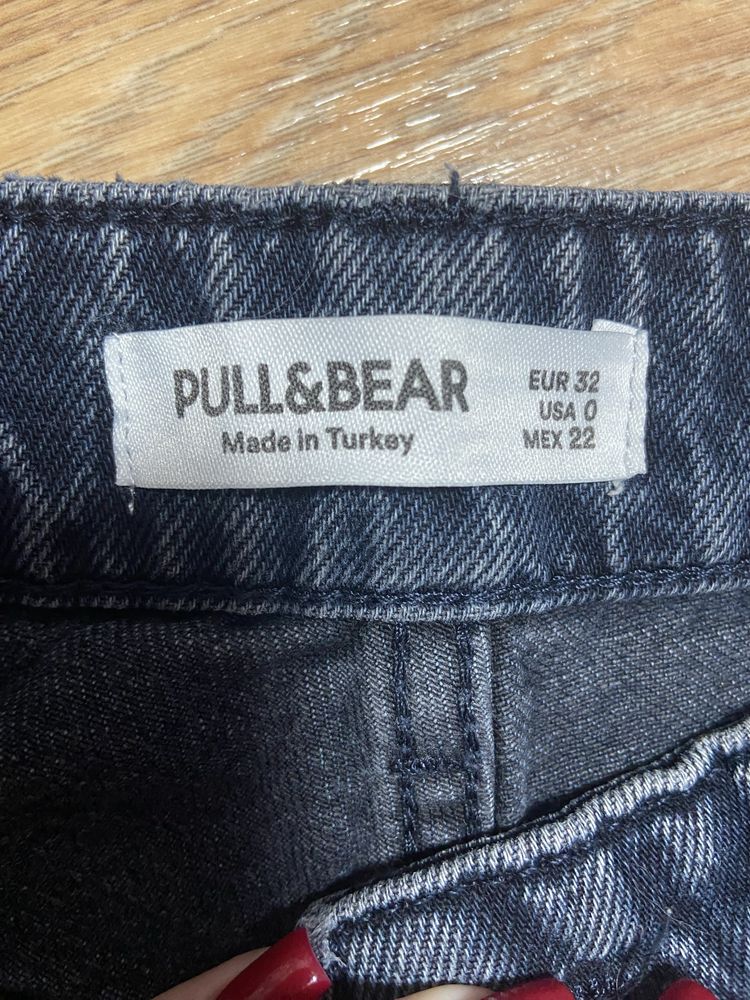 PULL&BEAR
Made in Turkey
EUR 32
USA 0
MEX 22